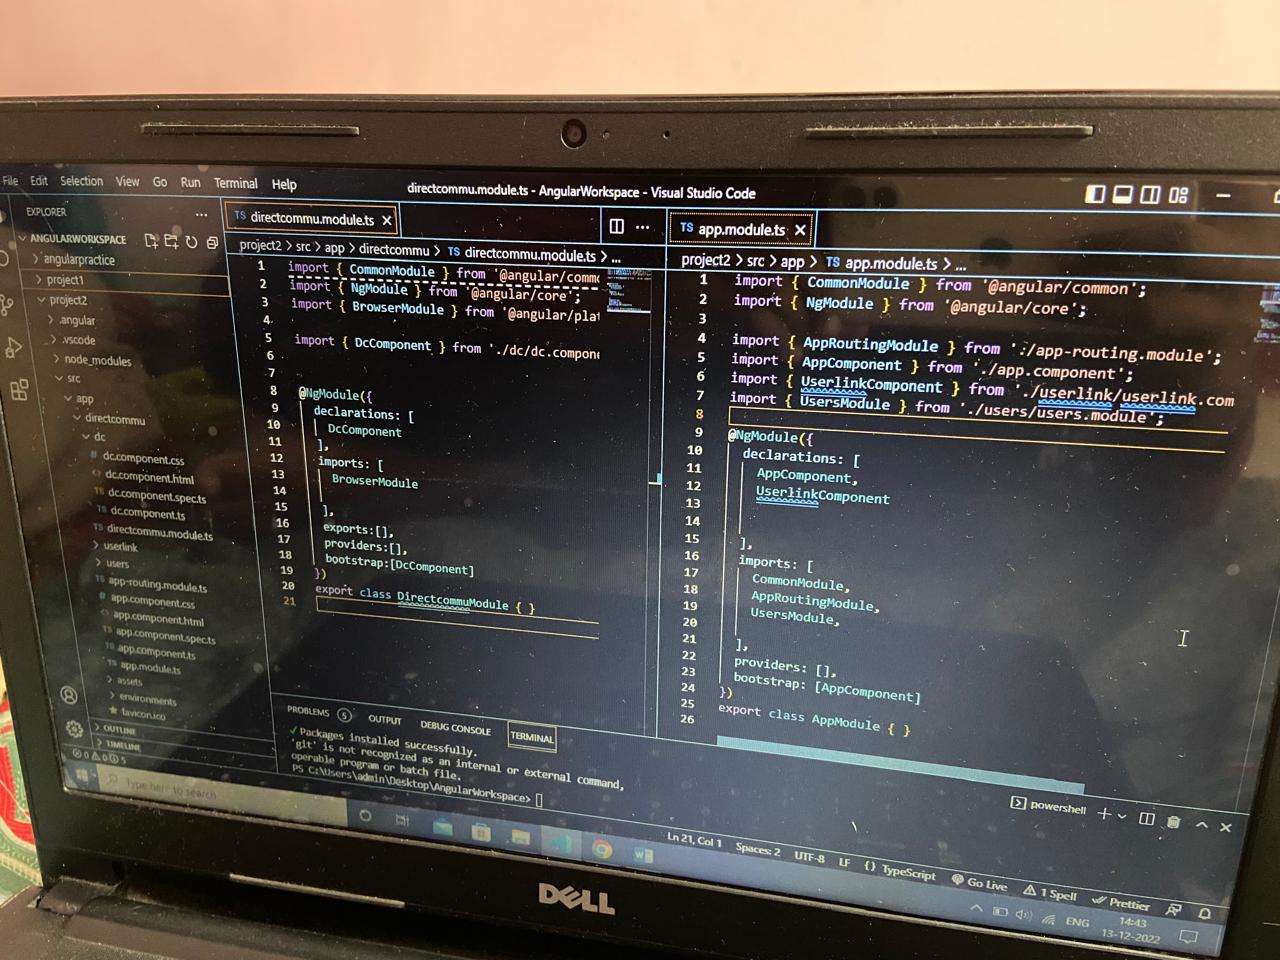 File Edit Selection View Go Run Terminal Help
directcommu.module.ts - AngularWorkspace - Visual Studio Code
EXPLORER
...
ANGULARWORKSPACE
angularpractice
project1
project2
.angular
.vscode
node_modules
src
app
directcommu
dc
dc.component.css
dc.component.html
TS dc.component.spec.ts
TS dc.component.ts
TS directcommu.module.ts
userlink
users
TS app-routing.module.ts
app.component.css
app.component.html
TS app.component.spec.ts
TS app.component.ts
TS app.module.ts
assets
environments
favicon.ico
OUTLINE
TIMELINE
TS directcommu.module.ts
project2 > src > app > directcommu > TS directcommu.module.ts > ...
1 import { CommonModule } from '@angular/commo
2 import { NgModule } from '@angular/core';
3 import { BrowserModule } from '@angular/plat
4
5 import { DcComponent } from './dc/dc.compone
6
7
8 @NgModule({
9 declarations: [
10 DcComponent
11 ],
12 imports: [
13 BrowserModule
14
15 ],
16 exports:[],
17 providers:[],
18 bootstrap:[DcComponent]
19 })
20 export class DirectcommuModule { }
21
TS app.module.ts
project2 > src > app > TS app.module.ts > ...
1 import { CommonModule } from '@angular/common';
2 import { NgModule } from '@angular/core';
3
4 import { AppRoutingModule } from './app-routing.module';
5 import { AppComponent } from './app.component';
6 import { UserlinkComponent } from './userlink/userlink.com
7 import { UsersModule } from './users/users.module';
8
9 @NgModule({
10 declarations: [
11 AppComponent,
12 UserlinkComponent
13
14
15 ],
16 imports: [
17 CommonModule,
18 AppRoutingModule,
19 UsersModule,
20
21 ],
22 providers: [],
23 bootstrap: [AppComponent]
24 })
25 export class AppModule { }
26
PROBLEMS 5 OUTPUT DEBUG CONSOLE TERMINAL
✓ Packages installed successfully.
'git' is not recognized as an internal or external command,
operable program or batch file.
PS C:\Users\admin\Desktop\AngularWorkspace>
powershell
Ln 21, Col 1 Spaces: 2 UTF-8 LF {} TypeScript Go Live 1 Spell Prettier
Type here to search
ENG
14:43
13-12-2022
DELL